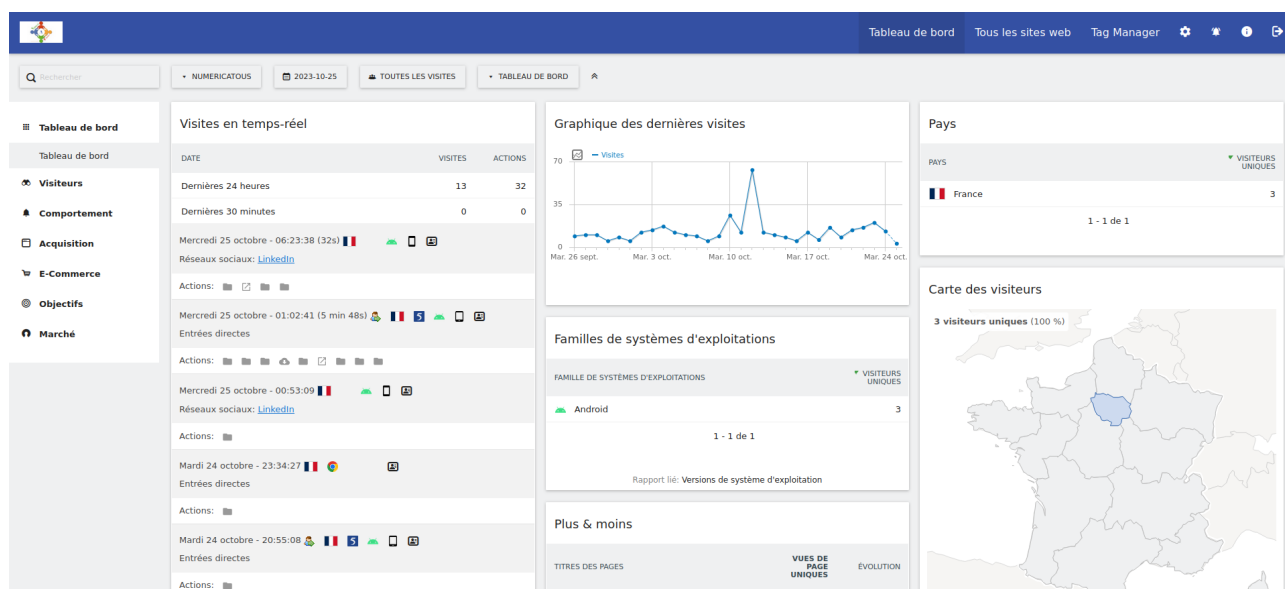 Tableau de bord
Tous les sites web
Tag Manager
Rechercher
NUMERICATOUS
2023-10-25
TOUTES LES VISITES
TABLEAU DE BORD
Tableau de bord
Tableau de bord
Visiteurs
Comportement
Acquisition
E-Commerce
Objectifs
Marché
Visites en temps-réel
DATE VISITES ACTIONS
Dernières 24 heures 13 32
Dernières 30 minutes 0 0
Mercredi 25 octobre - 06:23:38 (32s)
Réseaux sociaux: LinkedIn
Actions:
Mercredi 25 octobre - 01:02:41 (5 min 48s)
5
Entrées directes
Actions:
Mercredi 25 octobre - 00:53:09
Réseaux sociaux: LinkedIn
Actions:
Mardi 24 octobre - 23:34:27
Entrées directes
Actions:
Mardi 24 octobre - 20:55:08
5
Entrées directes
Actions:
Graphique des dernières visites
Visites
70
35
0
Mar. 26 sept. Mar. 3 oct. Mar. 10 oct. Mar. 17 oct. Mar. 24 oct.
Familles de systèmes d'exploitations
FAMILLE DE SYSTÈMES D'EXPLOITATIONS
VISITEURS
UNIQUES
Android 3
1 - 1 de 1
Rapport lié: Versions de système d'exploitation
Plus & moins
TITRES DES PAGES
VUES DE
PAGE
UNIQUES
ÉVOLUTION
Pays
PAYS
VISITEURS
UNIQUES
France 3
1 - 1 de 1
Carte des visiteurs
3 visiteurs uniques (100 %)